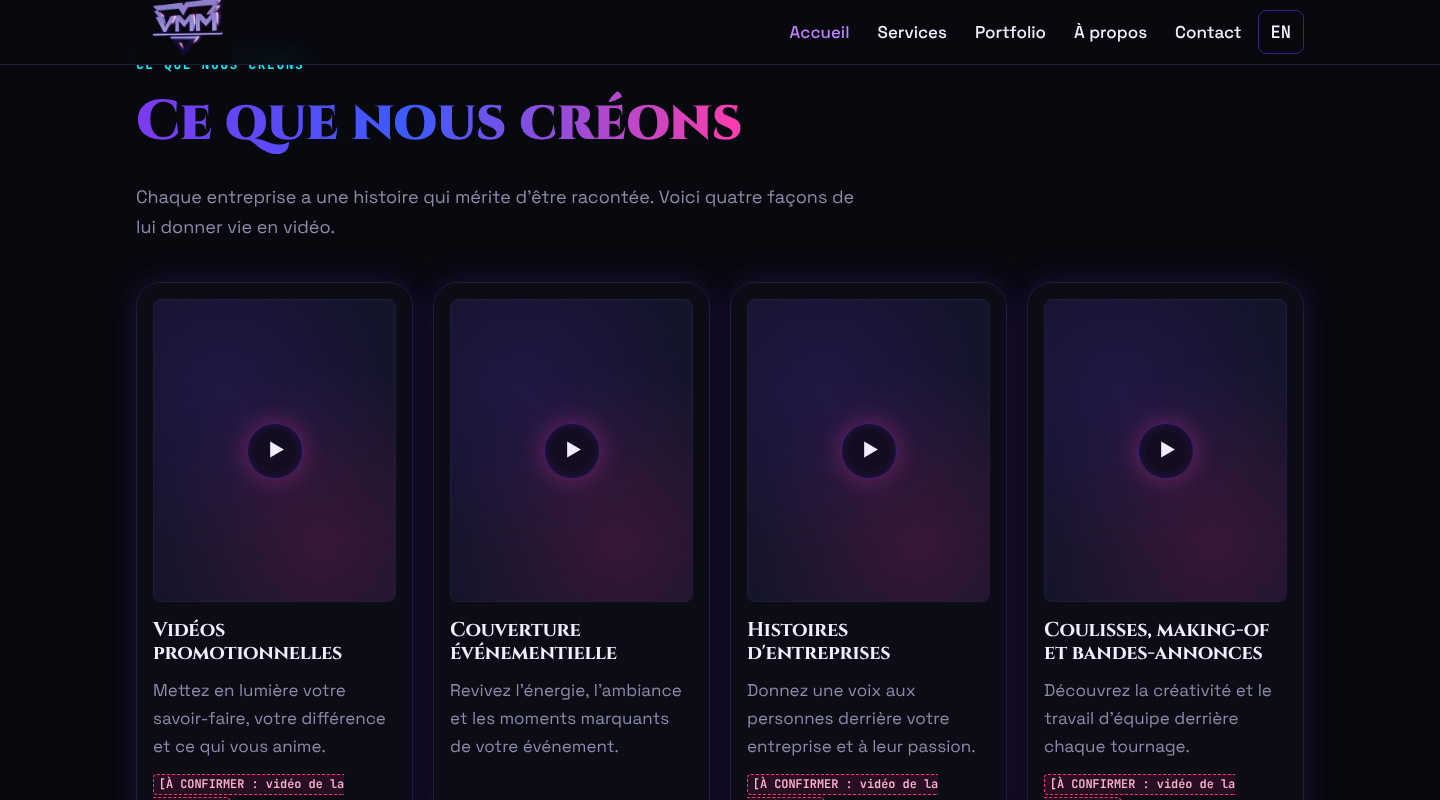 VMM
Accueil Services Portfolio À propos Contact EN
CE QUE NOUS CRÉONS
Ce que nous créons
Chaque entreprise a une histoire qui mérite d'être racontée. Voici quatre façons de
lui donner vie en vidéo.
Vidéos
promotionnelles
Mettez en lumière votre
savoir-faire, votre différence
et ce qui vous anime.
[À CONFIRMER : vidéo de la
Couverture
événementielle
Revivez l'énergie, l'ambiance
et les moments marquants
de votre événement.
Histoires
d'entreprises
Donnez une voix aux
personnes derrière votre
entreprise et à leur passion.
[À CONFIRMER : vidéo de la
Coulisses, making-of
et bandes-annonces
Découvrez la créativité et le
travail d'équipe derrière
chaque tournage.
[À CONFIRMER : vidéo de la